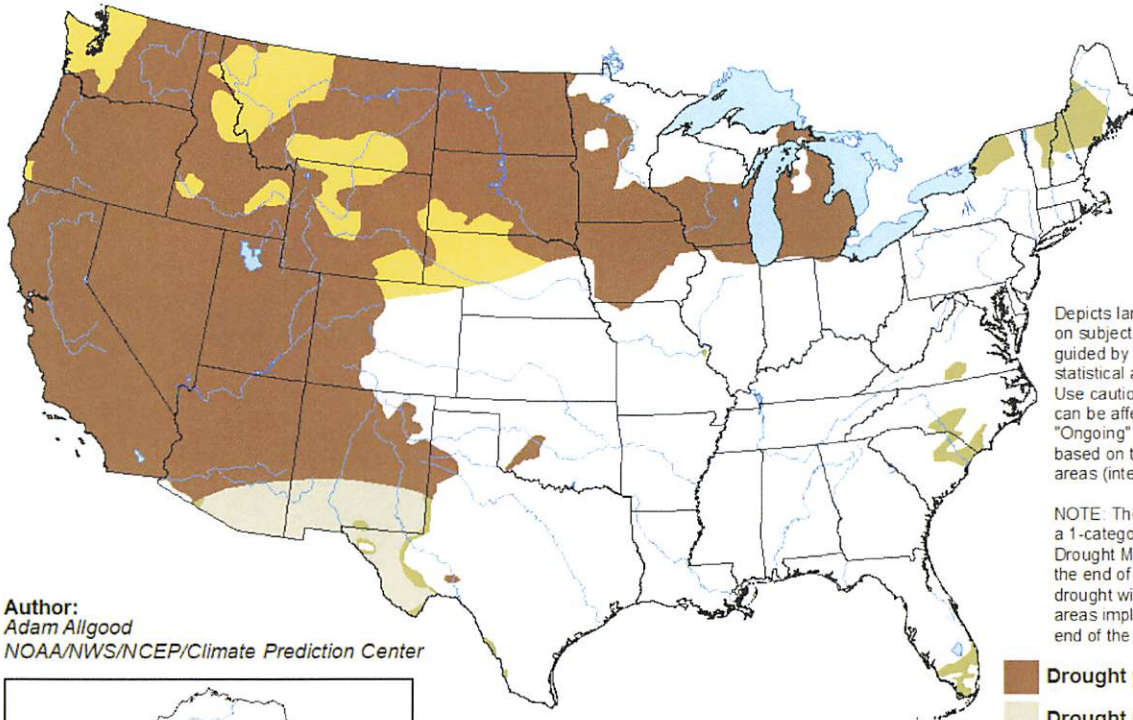 Depicts lar
on subject
guided by
statistical a
Use cautio
can be affe
"Ongoing"
based on t
areas (inte
NOTE: The
a 1-catego
Drought M
the end of
drought wi
areas impl
end of the
Author:
Adam Allgood
NOAA/NWS/NCEP/Climate Prediction Center
Drought
Drought